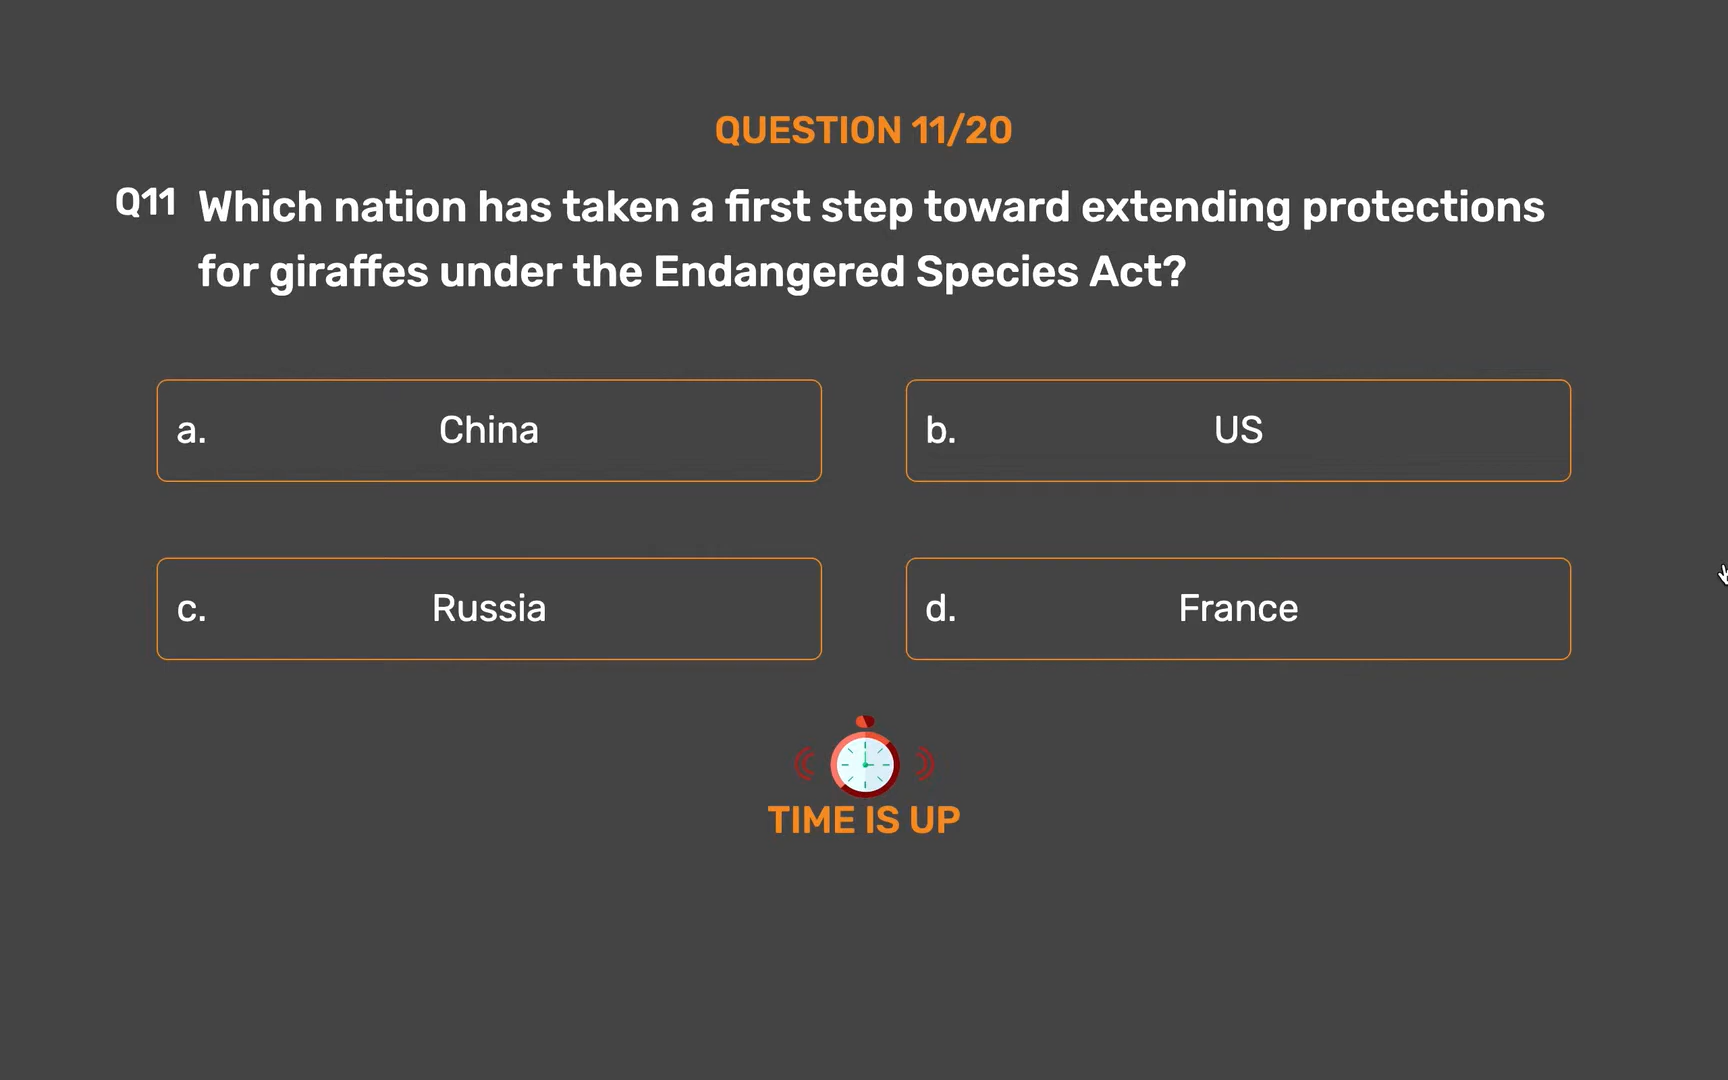 QUESTION 11/20
Q11 Which nation has taken a first step toward extending protections
for giraffes under the Endangered Species Act?
a. China
b. US
c. Russia
d. France
TIME IS UP